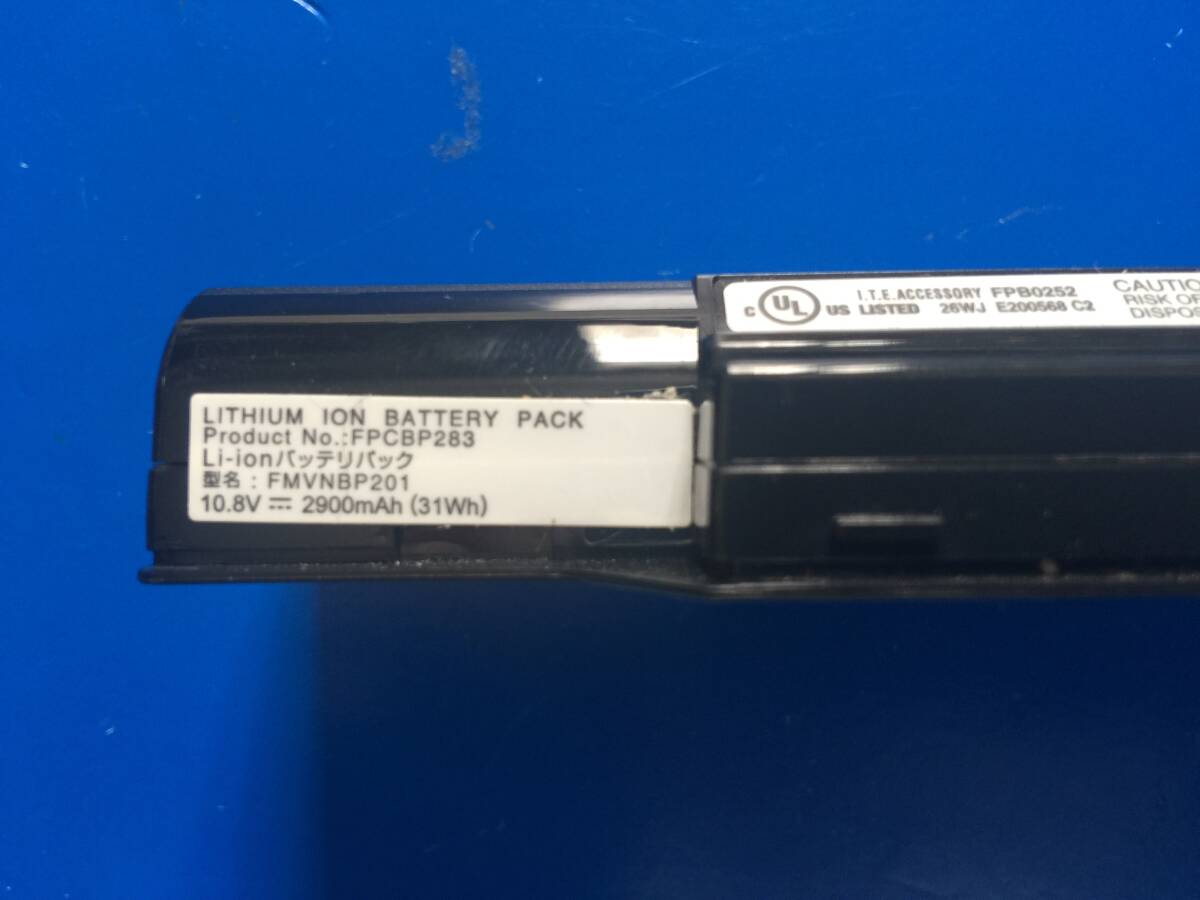 LITHIUM ION BATTERY PACK
Product No.:FPCBP283
Li-ionバッテリパック
型名 : FMVNBP201
10.8V ⎓ 2900mAh (31Wh)
C UL US I.T.E. ACCESSORY FPB0252
LISTED 26WJ E200568 C2
CAUTIO
RISK OF
DISPOS